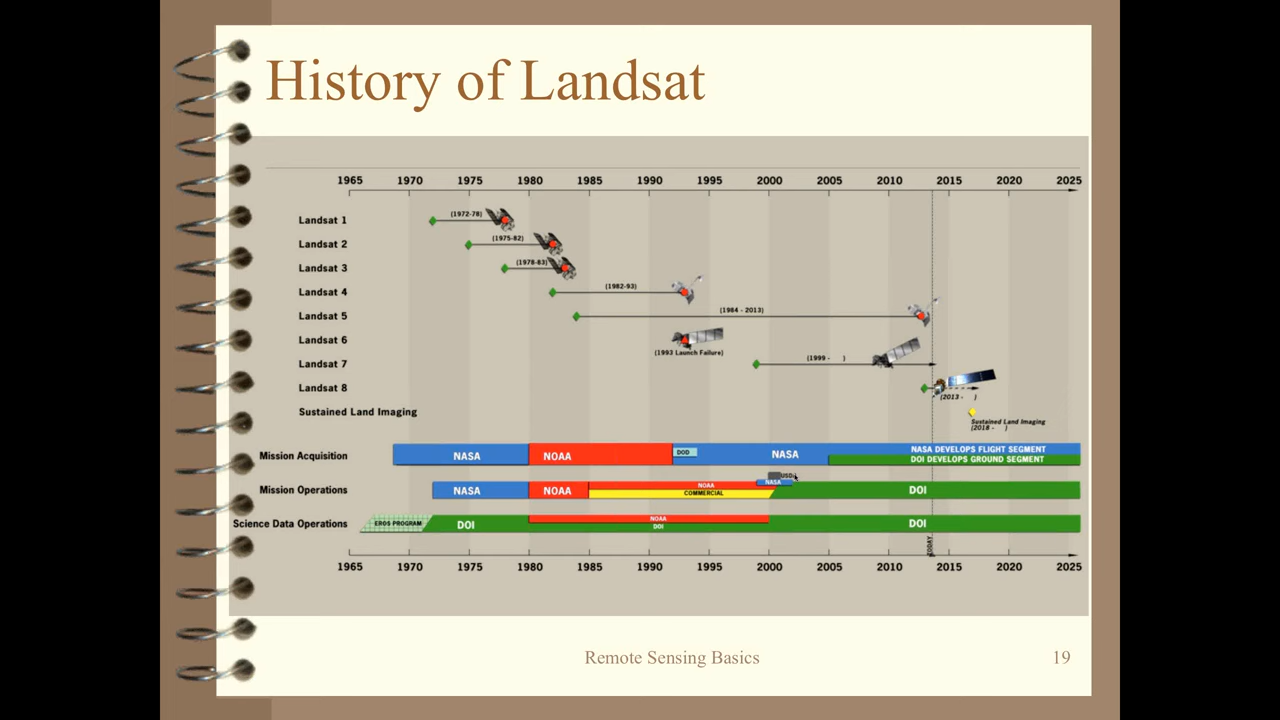 History of Landsat
1965 1970 1975 1980 1985 1990 1995 2000 2005 2010 2015 2020 2025
Landsat 1 (1972-78)
Landsat 2 (1975-82)
Landsat 3 (1978-83)
Landsat 4 (1982-93)
Landsat 5 (1984 - 2013)
Landsat 6 (1993 Launch Failure)
Landsat 7 (1999 - )
Landsat 8 (2013 - )
Sustained Land Imaging
Sustained Land Imaging
(2018 - )
Mission Acquisition NASA NOAA DOD NASA NASA DEVELOPS FLIGHT SEGMENT
DOI DEVELOPS GROUND SEGMENT
Mission Operations NASA NOAA NOAA COMMERCIAL NASA DOI
Science Data Operations EROS PROGRAM DOI NOAA DOI DOI
TODAY
1965 1970 1975 1980 1985 1990 1995 2000 2005 2010 2015 2020 2025
Remote Sensing Basics 19